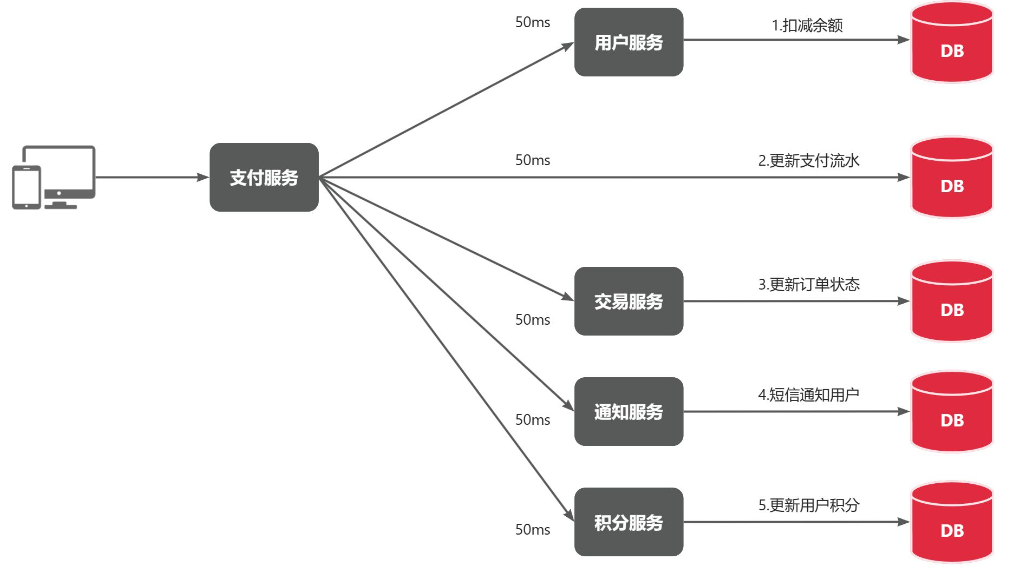 50ms
用户服务
1.扣减余额
DB
支付服务
50ms
2.更新支付流水
DB
50ms
交易服务
3.更新订单状态
DB
50ms
通知服务
4.短信通知用户
DB
50ms
积分服务
5.更新用户积分
DB